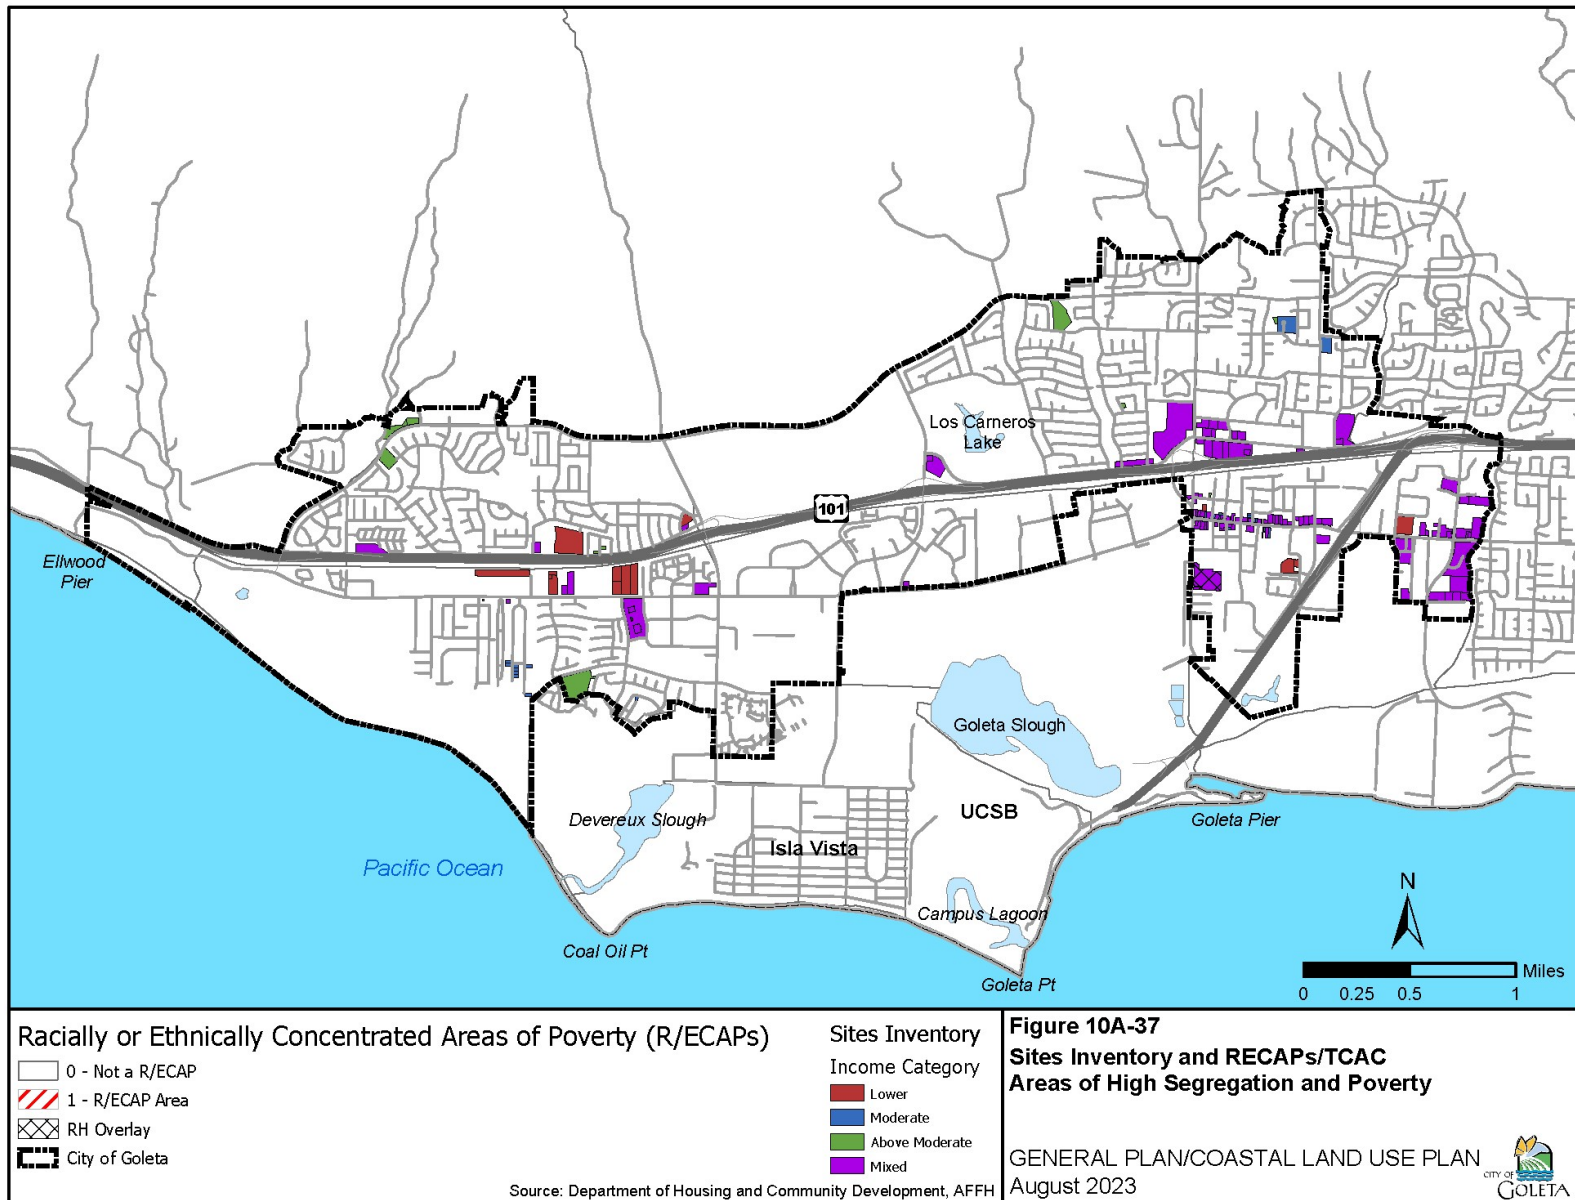 Los Carneros
Lake
101
Ellwood
Pier
Goleta Slough
UCSB
Devereux Slough
Goleta Pier
Isla Vista
Pacific Ocean
Campus Lagoon
N
Coal Oil Pt
Goleta Pt
Miles
0 0.25 0.5 1
Racially or Ethnically Concentrated Areas of Poverty (R/ECAPs)
0 - Not a R/ECAP
1 - R/ECAP Area
RH Overlay
City of Goleta
Sites Inventory
Income Category
Lower
Moderate
Above Moderate
Mixed
Source: Department of Housing and Community Development, AFFH
Figure 10A-37
Sites Inventory and RECAPs/TCAC
Areas of High Segregation and Poverty
GENERAL PLAN/COASTAL LAND USE PLAN
August 2023
CITY OF
GOLETA